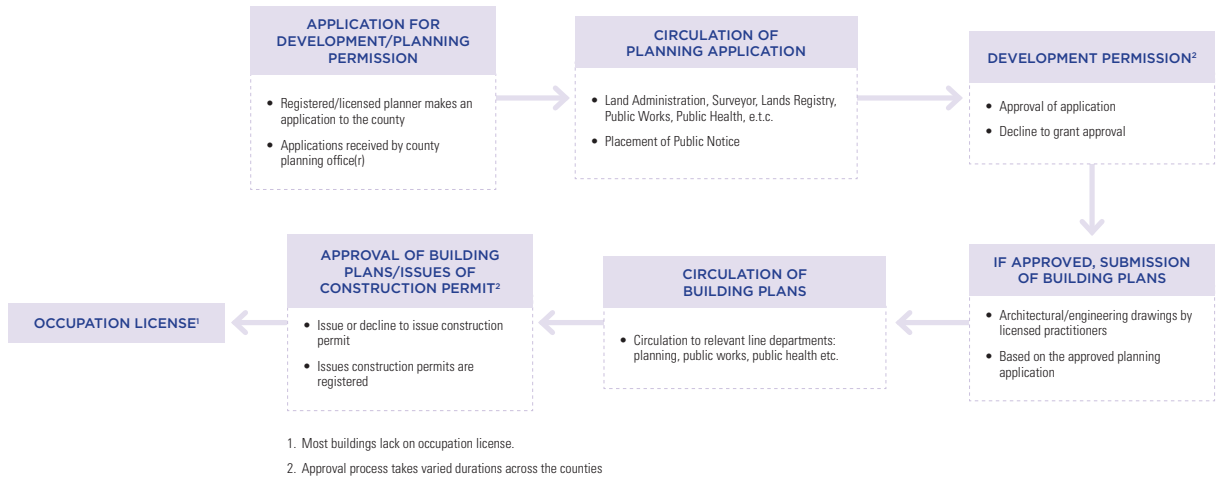 APPLICATION FOR
DEVELOPMENT/PLANNING
PERMISSION
• Registered/licensed planner makes an
application to the county
• Applications received by county
planning office(r)
CIRCULATION OF
PLANNING APPLICATION
• Land Administration, Surveyor, Lands Registry,
Public Works, Public Health, e.t.c.
• Placement of Public Notice
DEVELOPMENT PERMISSION²
• Approval of application
• Decline to grant approval
IF APPROVED, SUBMISSION
OF BUILDING PLANS
• Architectural/engineering drawings by
licensed practitioners
• Based on the approved planning
application
CIRCULATION OF
BUILDING PLANS
• Circulation to relevant line departments:
planning, public works, public health etc.
APPROVAL OF BUILDING
PLANS/ISSUES OF
CONSTRUCTION PERMIT²
• Issue or decline to issue construction
permit
• Issues construction permits are
registered
OCCUPATION LICENSE¹
1. Most buildings lack on occupation license.
2. Approval process takes varied durations across the counties